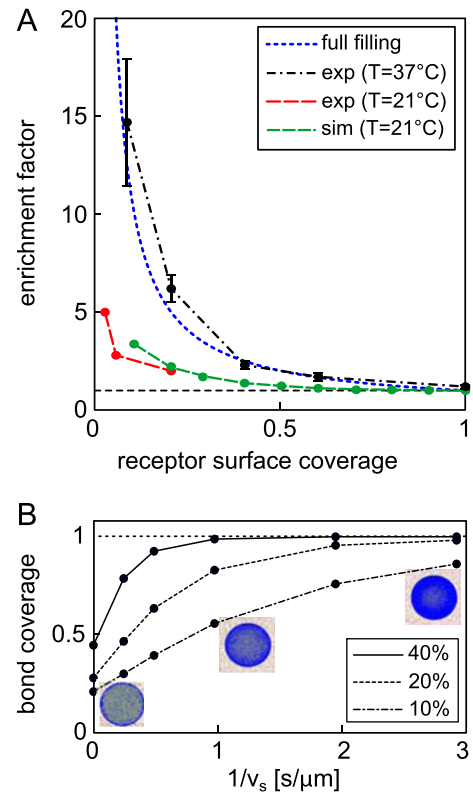 A
20
15
10
5
0
enrichment factor
full filling
exp (T=37°C)
exp (T=21°C)
sim (T=21°C)
0
0.5
1
receptor surface coverage
B
1
0.5
0
bond coverage
40%
20%
10%
0
1
2
3
1/vₛ [s/µm]